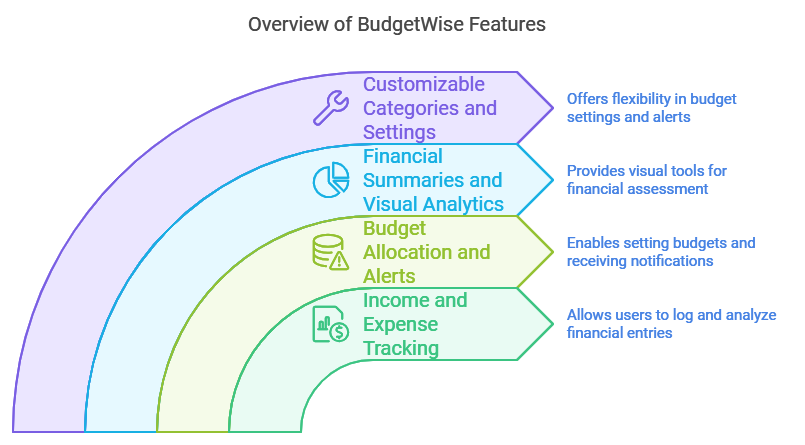 Overview of BudgetWise Features
Customizable
Categories and
Settings
Offers flexibility in budget
settings and alerts
Financial
Summaries and
Visual Analytics
Provides visual tools for
financial assessment
Budget
Allocation and
Alerts
Enables setting budgets and
receiving notifications
Income and
Expense
Tracking
Allows users to log and analyze
financial entries